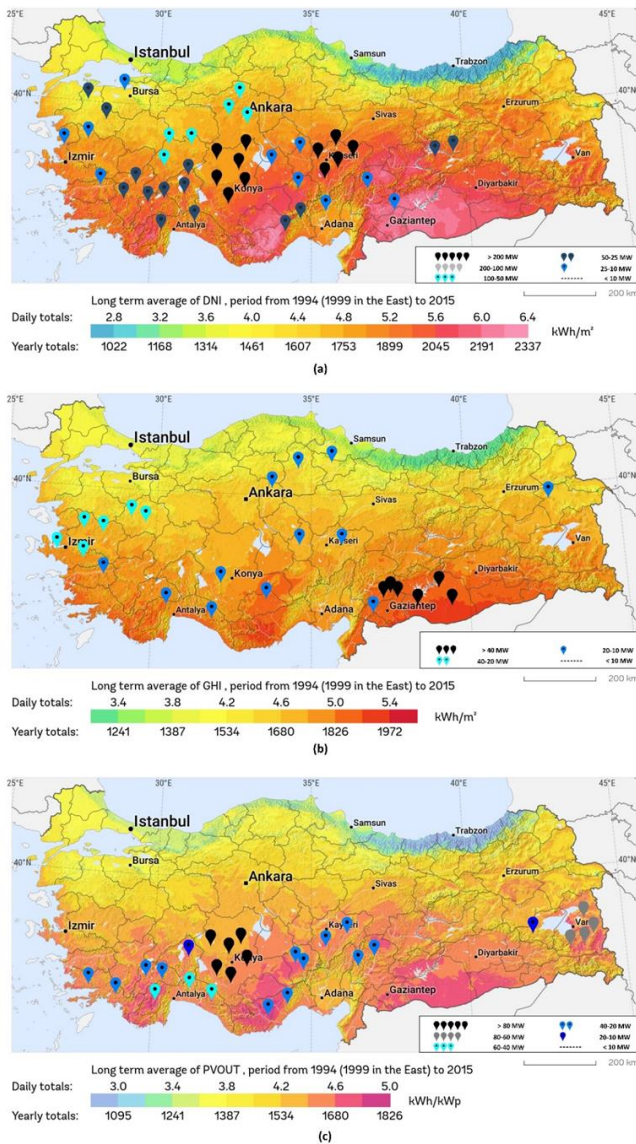 25°E 30°E 35°E 40°E 45°E
40°N 40°N
Istanbul
Samsun
Trabzon
Bursa
Ankara
Sivas
Erzurum
Izmir
Kayseri
Van
Konya
Diyarbakir
Antalya
Adana
Gaziantep
> 200 MW 50-25 MW
200-100 MW 25-10 MW
100-50 MW < 10 MW
200 km
Long term average of DNI , period from 1994 (1999 in the East) to 2015
Daily totals: 2.8 3.2 3.6 4.0 4.4 4.8 5.2 5.6 6.0 6.4 kWh/m²
Yearly totals: 1022 1168 1314 1461 1607 1753 1899 2045 2191 2337
(a)
25°E 30°E 35°E 40°E 45°E
40°N 40°N
Istanbul
Samsun
Trabzon
Bursa
Ankara
Sivas
Erzurum
Izmir
Kayseri
Van
Konya
Diyarbakir
Antalya
Adana
Gaziantep
> 40 MW 20-10 MW
40-20 MW < 10 MW
200 km
Long term average of GHI , period from 1994 (1999 in the East) to 2015
Daily totals: 3.4 3.8 4.2 4.6 5.0 5.4 kWh/m²
Yearly totals: 1241 1387 1534 1680 1826 1972
(b)
25°E 30°E 35°E 40°E 45°E
40°N 40°N
Istanbul
Samsun
Trabzon
Bursa
Ankara
Sivas
Erzurum
Izmir
Kayseri
Van
Konya
Diyarbakir
Antalya
Adana
Gaziantep
> 80 MW 40-20 MW
80-60 MW 20-10 MW
60-40 MW < 10 MW
200 km
Long term average of PVOUT , period from 1994 (1999 in the East) to 2015
Daily totals: 3.0 3.4 3.8 4.2 4.6 5.0 kWh/kWp
Yearly totals: 1095 1241 1387 1534 1680 1826
(c)